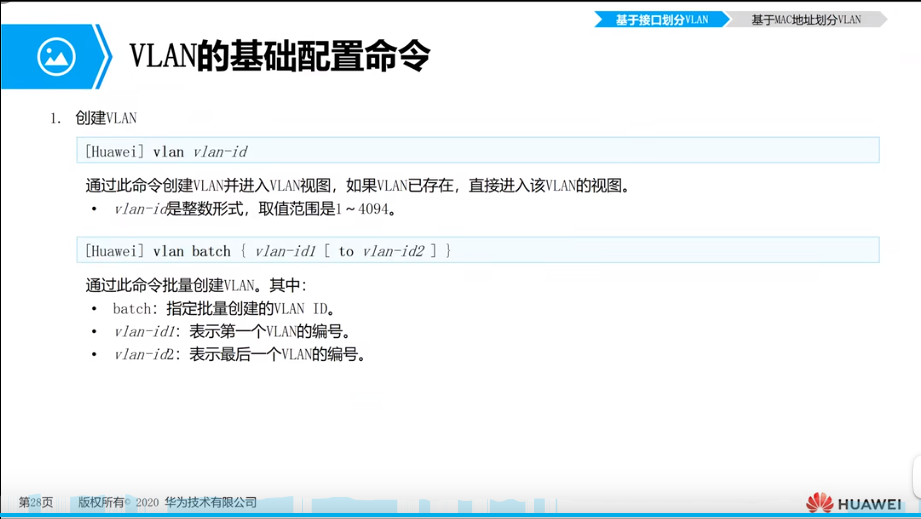 基于接口划分VLAN
基于MAC地址划分VLAN
VLAN的基础配置命令
1. 创建VLAN
[Huawei] vlan vlan-id
通过此命令创建VLAN并进入VLAN视图，如果VLAN已存在，直接进入该VLAN的视图。
• vlan-id是整数形式，取值范围是1～4094。
[Huawei] vlan batch { vlan-id1 [ to vlan-id2 ] }
通过此命令批量创建VLAN。其中：
• batch：指定批量创建的VLAN ID。
• vlan-id1：表示第一个VLAN的编号。
• vlan-id2：表示最后一个VLAN的编号。
第28页 版权所有© 2020 华为技术有限公司
HUAWEI